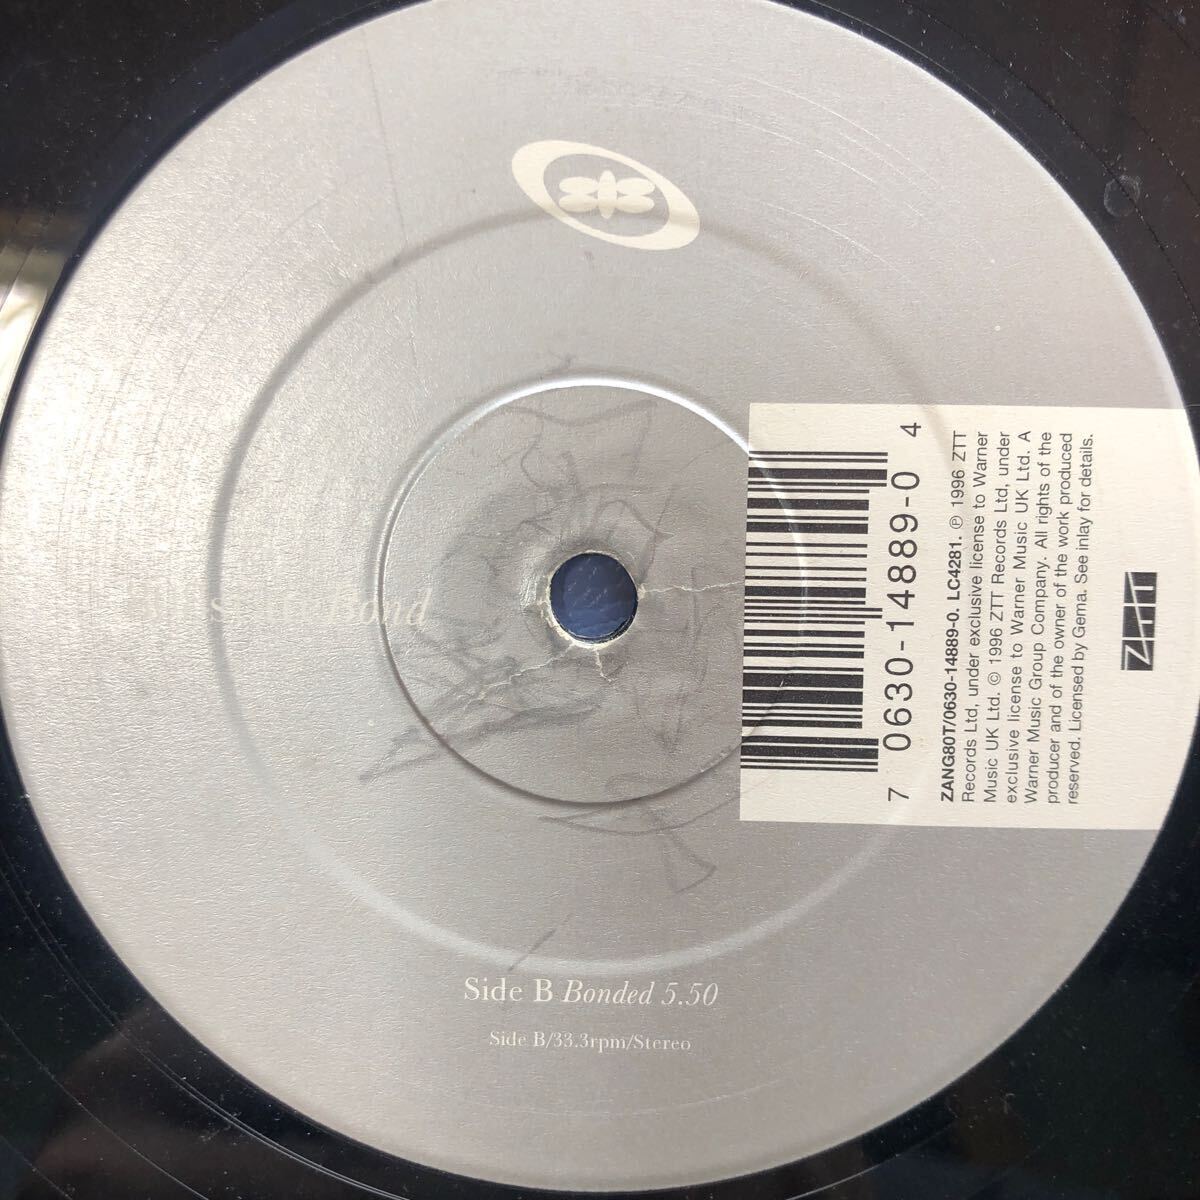 Bond
Side B Bonded 5.50
Side B/33.3rpm/Stereo
7 0630-14889-0 4
ZANG80T/0630-14889-0. LC4281. ℗ 1996 ZTT
Records Ltd, under exclusive license to Warner
Music UK Ltd. © 1996 ZTT Records Ltd, under
exclusive license to Warner Music UK Ltd. A
Warner Music Group Company. All rights of the
producer and of the owner of the work produced
reserved. Licensed by Gema. See inlay for details.
ZTT